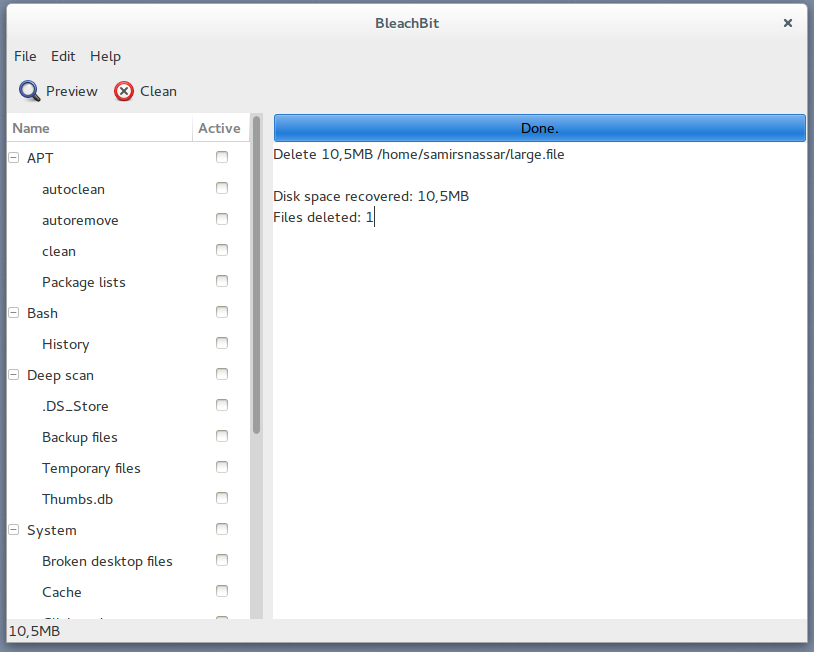 BleachBit
File Edit Help
Preview Clean
Name Active
APT
autoclean
autoremove
clean
Package lists
Bash
History
Deep scan
.DS_Store
Backup files
Temporary files
Thumbs.db
System
Broken desktop files
Cache
Done.
Delete 10,5MB /home/samirsnassar/large.file
Disk space recovered: 10,5MB
Files deleted: 1
10,5MB